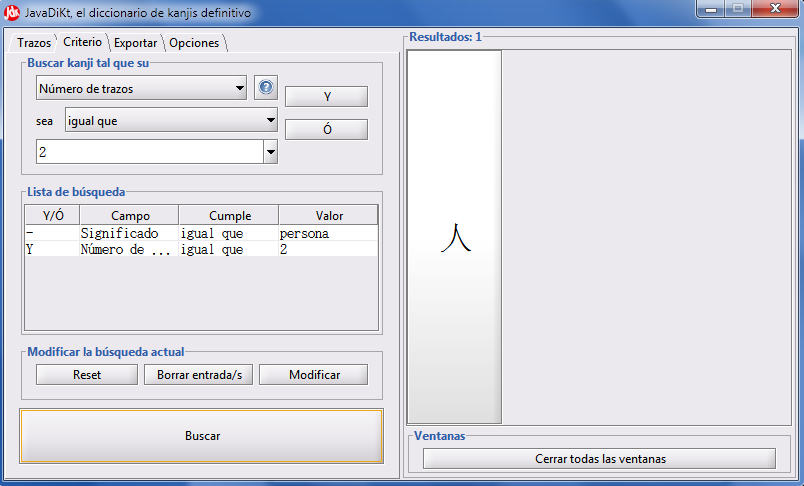 JDK JavaDiKt, el diccionario de kanjis definitivo
Trazos Criterio Exportar Opciones
Buscar kanji tal que su
Número de trazos
Y
sea igual que
Ó
2
Lista de búsqueda
Y/Ó Campo Cumple Valor
- Significado igual que persona
Y Número de ... igual que 2
Modificar la búsqueda actual
Reset Borrar entrada/s Modificar
Buscar
Resultados: 1
人
Ventanas
Cerrar todas las ventanas